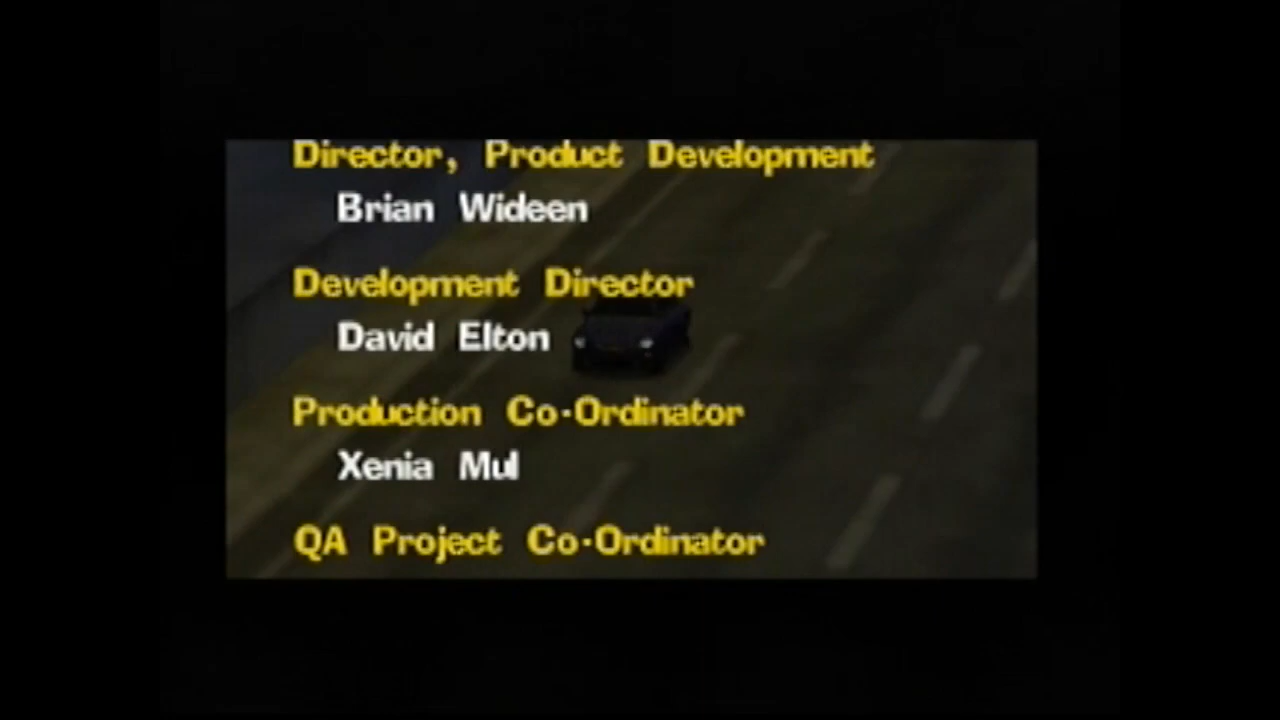 Director, Product Development
Brian Wideen
Development Director
David Elton
Production Co-Ordinator
Xenia Mul
QA Project Co-Ordinator